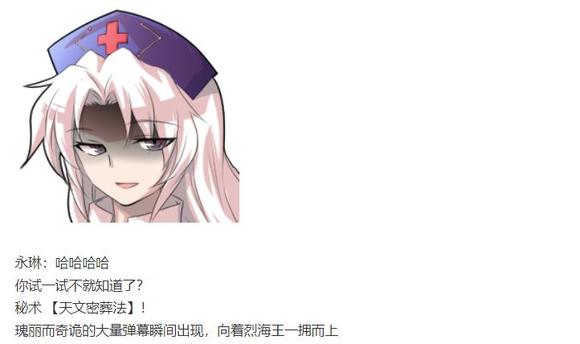 永琳：哈哈哈哈
你试一试不就知道了？
秘术 【天文密葬法】！
瑰丽而奇诡的大量弹幕瞬间出现，向着烈海王一拥而上